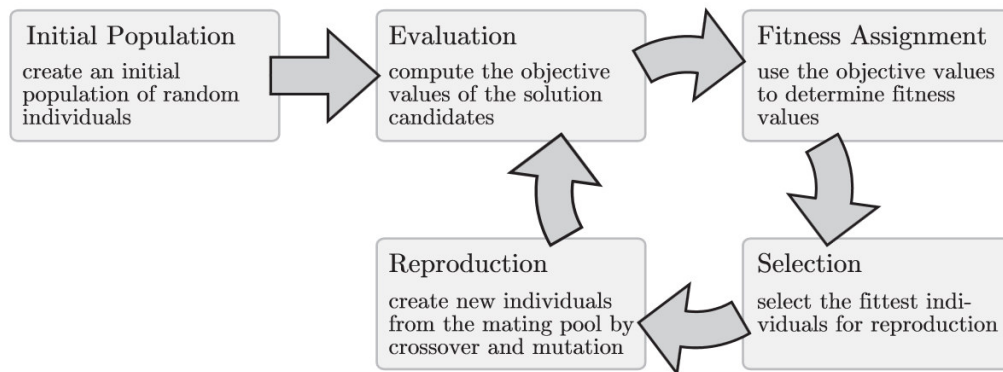 Initial Population
create an initial
population of random
individuals
Evaluation
compute the objective
values of the solution
candidates
Fitness Assignment
use the objective values
to determine fitness
values
Reproduction
create new individuals
from the mating pool by
crossover and mutation
Selection
select the fittest indi-
viduals for reproduction